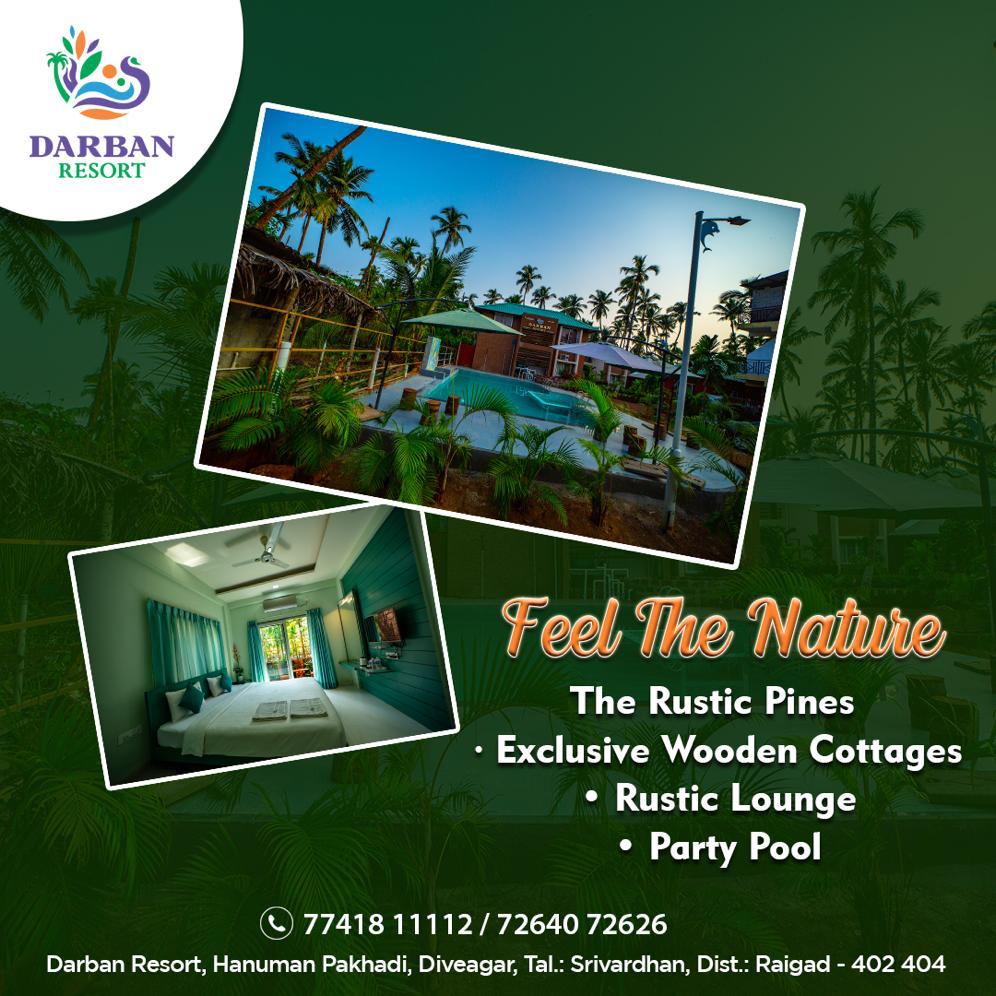 DARBAN
RESORT
DARBAN
Feel The Nature
The Rustic Pines
• Exclusive Wooden Cottages
• Rustic Lounge
• Party Pool
77418 11112 / 72640 72626
Darban Resort, Hanuman Pakhadi, Diveagar, Tal.: Srivardhan, Dist.: Raigad - 402 404